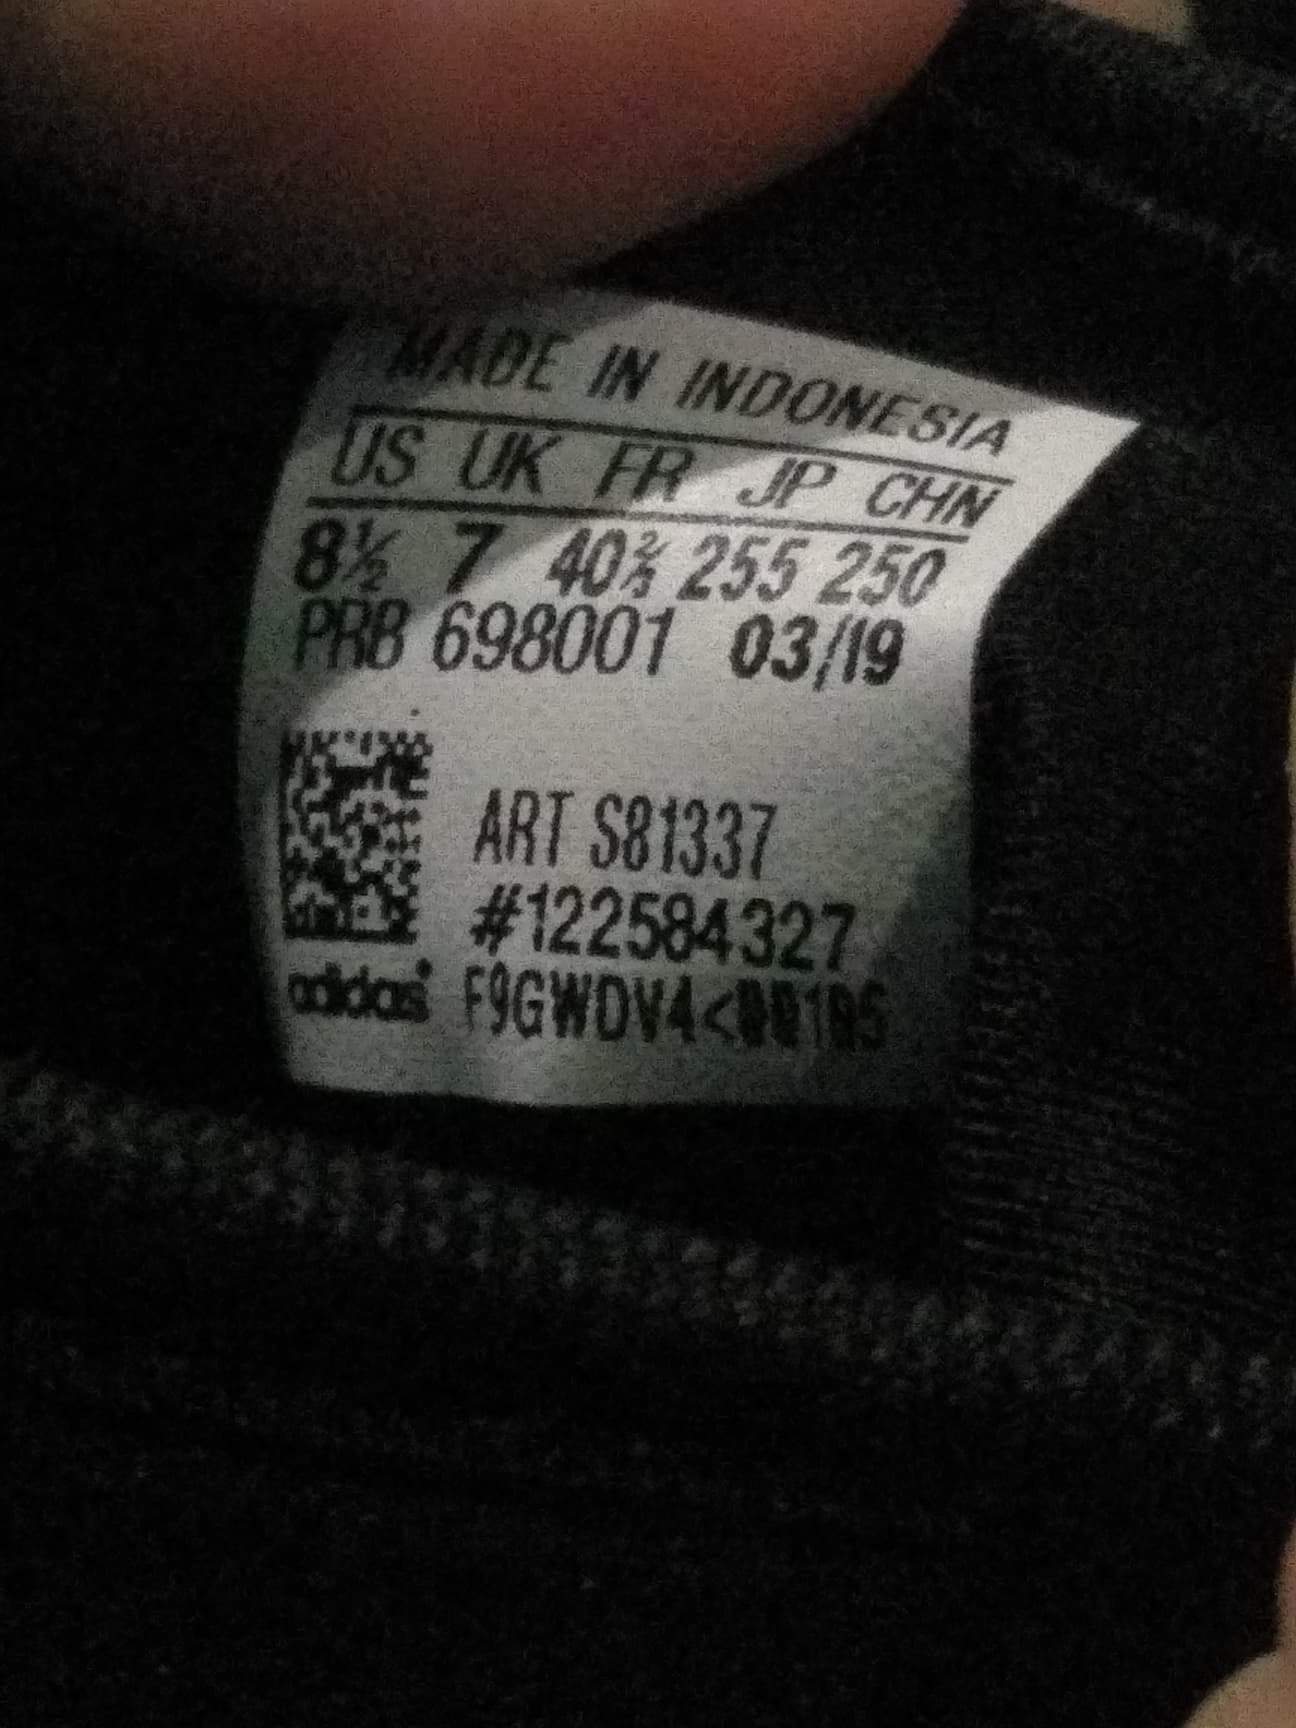 MADE IN INDONESIA
US UK FR JP CHN
8½ 7 40⅔ 255 250
PRB 698001 03/19
ART S81337
#122584327
adidas F9GWDV4<00105